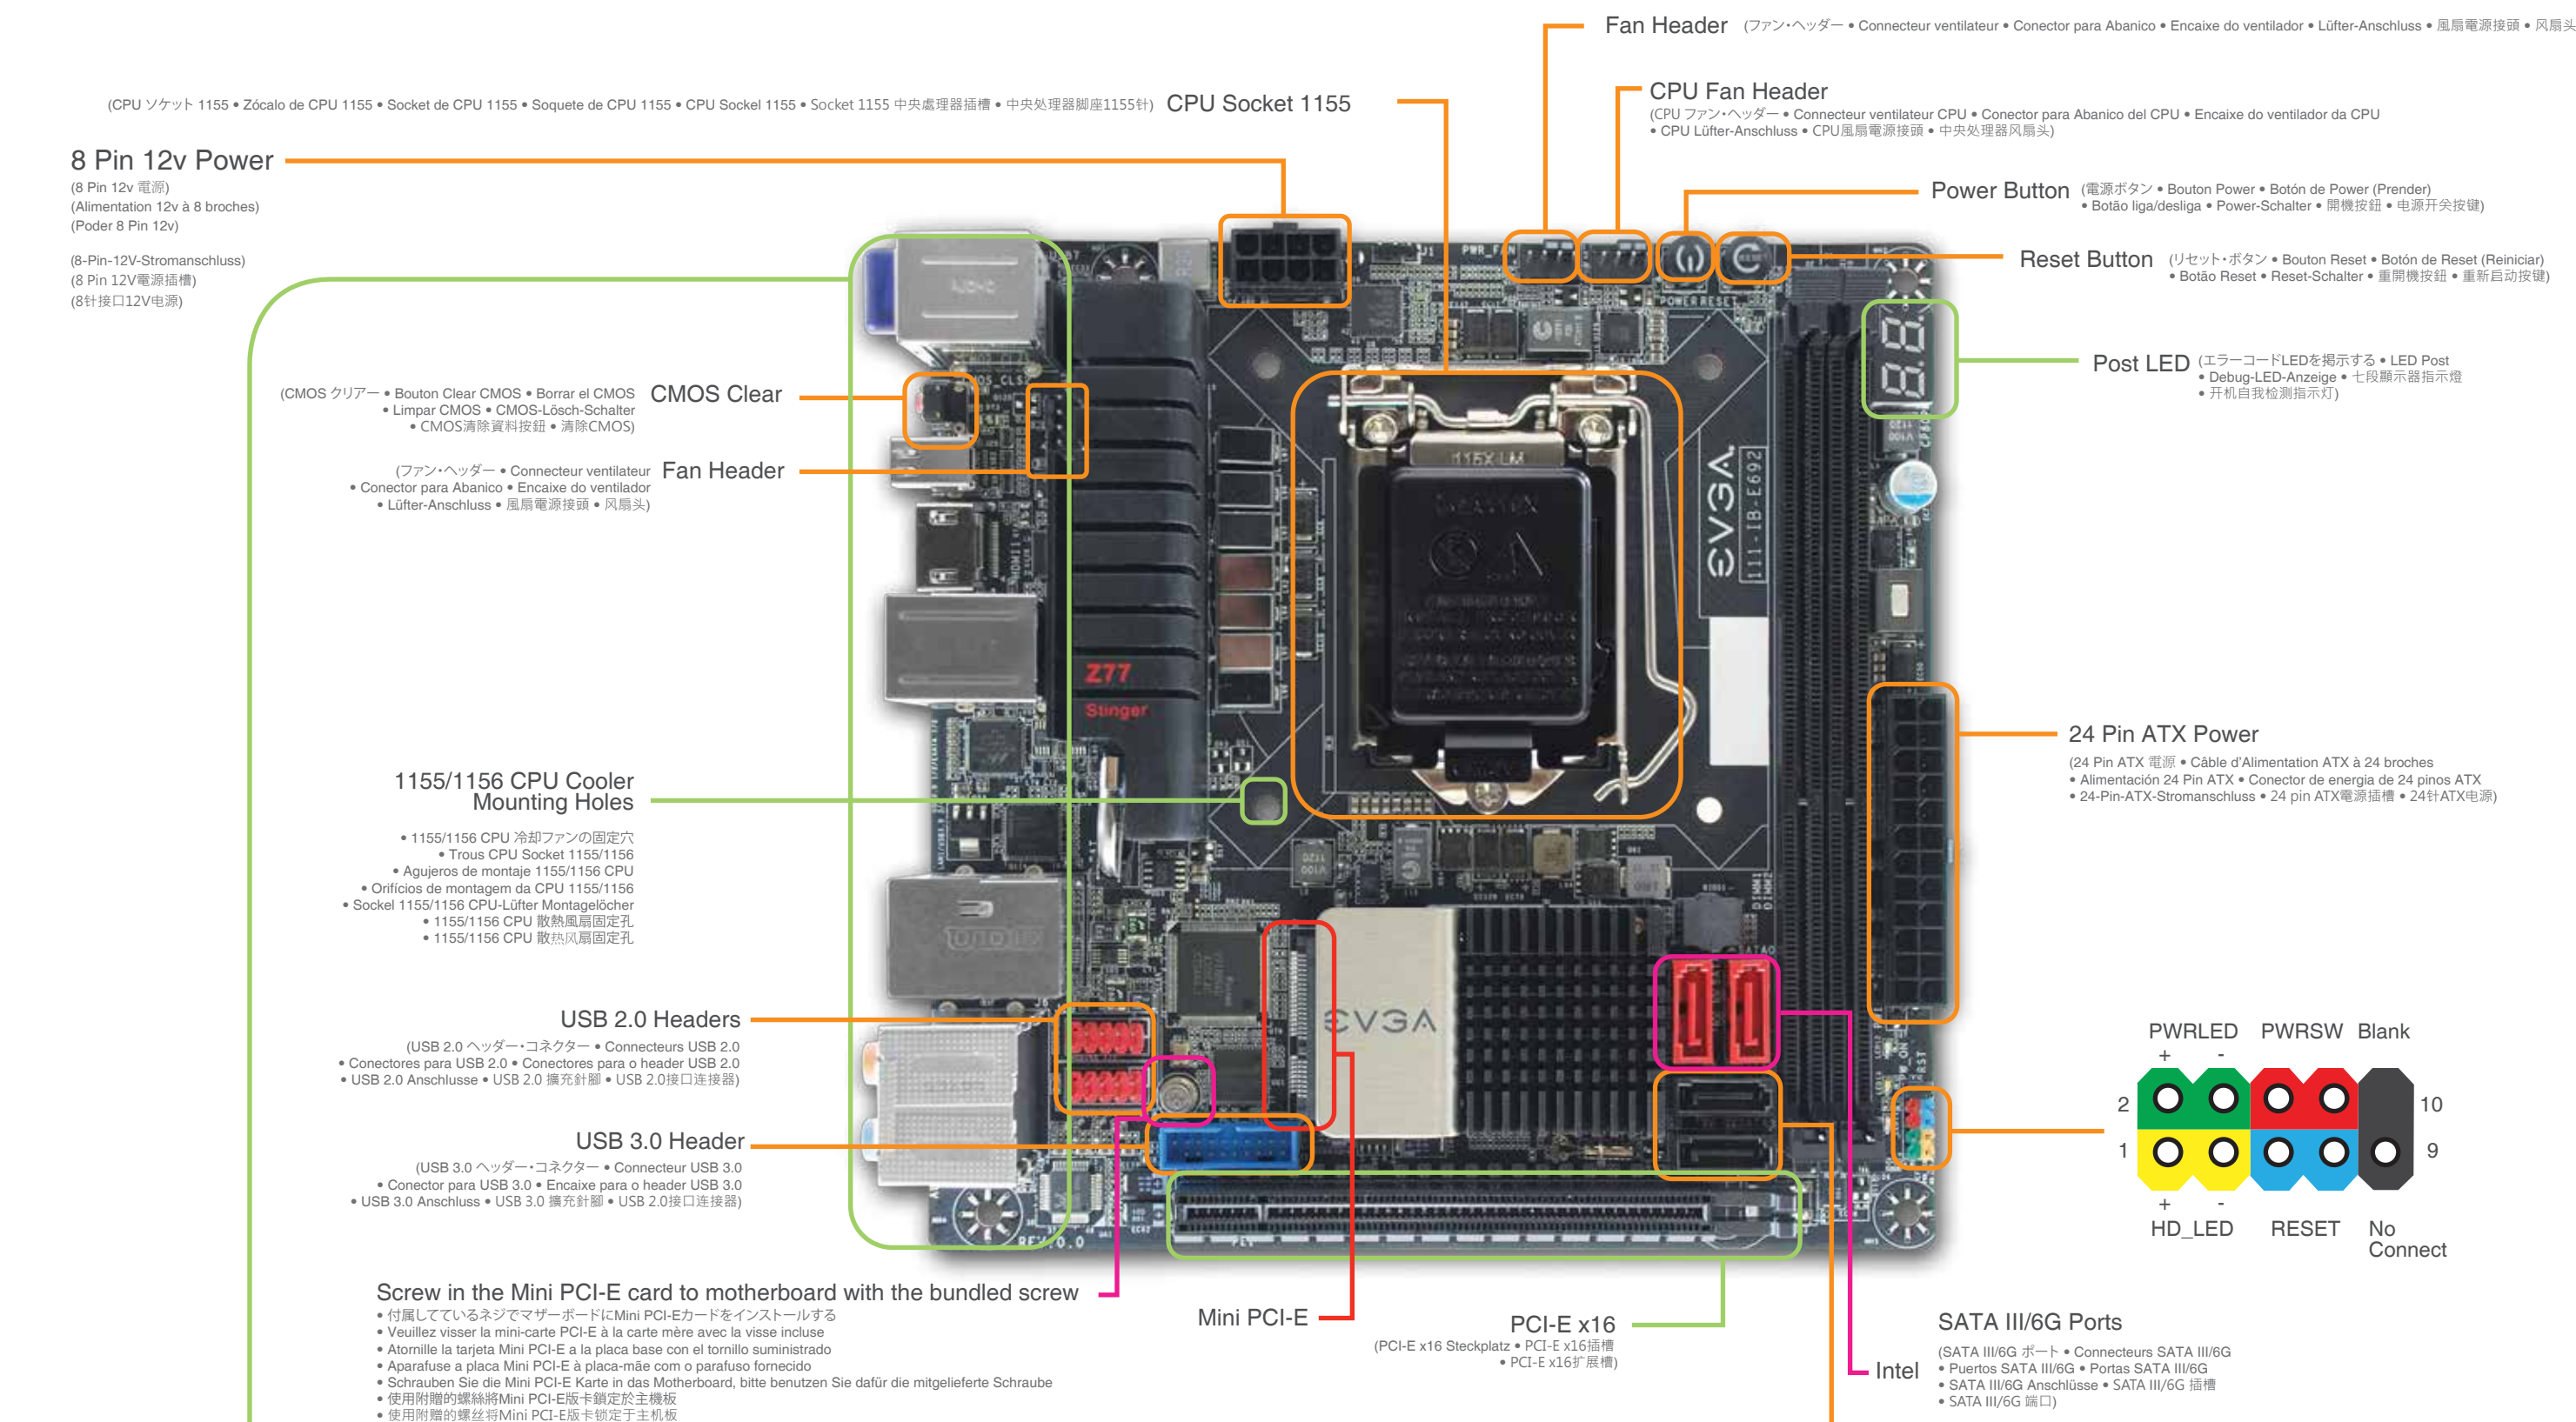 Fan Header (ファン・ヘッダー • Connecteur ventilateur • Conector para Abanico • Encaixe do ventilador • Lüfter-Anschluss • 風扇電源接頭 • 风扇头
(CPU ソケット 1155 • Zócalo de CPU 1155 • Socket de CPU 1155 • Soquete de CPU 1155 • CPU Sockel 1155 • Socket 1155 中央處理器插槽 • 中央处理器脚座1155针) CPU Socket 1155
CPU Fan Header
(CPU ファン・ヘッダー • Connecteur ventilateur CPU • Conector para Abanico del CPU • Encaixe do ventilador da CPU
• CPU Lüfter-Anschluss • CPU風扇電源接頭 • 中央处理器风扇头)
8 Pin 12v Power
(8 Pin 12v 電源)
(Alimentation 12v à 8 broches)
(Poder 8 Pin 12v)
(8-Pin-12V-Stromanschluss)
(8 Pin 12V電源插槽)
(8针接口12V电源)
Power Button (電源ボタン • Bouton Power • Botón de Power (Prender)
• Botão liga/desliga • Power-Schalter • 開機按鈕 • 电源开关按键)
Reset Button (リセット・ボタン • Bouton Reset • Botón de Reset (Reiniciar)
• Botão Reset • Reset-Schalter • 重開機按鈕 • 重新启动按键)
Post LED (エラーコードLEDを掲示する • LED Post
• Debug-LED-Anzeige • 七段顯示器指示燈
• 开机自我检测指示灯)
(CMOS クリアー • Bouton Clear CMOS • Borrar el CMOS CMOS Clear
• Limpar CMOS • CMOS-Lösch-Schalter
• CMOS清除資料按鈕 • 清除CMOS)
(ファン・ヘッダー • Connecteur ventilateur Fan Header
• Conector para Abanico • Encaixe do ventilador
• Lüfter-Anschluss • 風扇電源接頭 • 风扇头)
PWR_FAN
J1
POWER RESET
115X-LM
EVGA
111-IB-E692
HDMI1
Z77
Stinger
24 Pin ATX Power
(24 Pin ATX 電源 • Câble d'Alimentation ATX à 24 broches
• Alimentación 24 Pin ATX • Conector de energia de 24 pinos ATX
• 24-Pin-ATX-Stromanschluss • 24 pin ATX電源插槽 • 24针ATX电源)
1155/1156 CPU Cooler
Mounting Holes
• 1155/1156 CPU 冷却ファンの固定穴
• Trous CPU Socket 1155/1156
• Agujeros de montaje 1155/1156 CPU
• Orifícios de montagem da CPU 1155/1156
• Sockel 1155/1156 CPU-Lüfter Montagelöcher
• 1155/1156 CPU 散熱風扇固定孔
• 1155/1156 CPU 散热风扇固定孔
DIMM1
DIMM2
EVGA
USB 2.0 Headers
(USB 2.0 ヘッダー・コネクター • Connecteurs USB 2.0
• Conectores para USB 2.0 • Conectores para o header USB 2.0
• USB 2.0 Anschlusse • USB 2.0 擴充針腳 • USB 2.0接口连接器)
PWRLED PWRSW Blank
+ -
2 10
1 9
+ -
HD_LED RESET No
Connect
USB 3.0 Header
(USB 3.0 ヘッダー・コネクター • Connecteur USB 3.0
• Conector para USB 3.0 • Encaixe para o header USB 3.0
• USB 3.0 Anschluss • USB 3.0 擴充針腳 • USB 2.0接口连接器)
REV:0.0
Screw in the Mini PCI-E card to motherboard with the bundled screw
• 付属してているネジでマザーボードにMini PCI-Eカードをインストールする
• Veuillez visser la mini-carte PCI-E à la carte mère avec la visse incluse
• Atornille la tarjeta Mini PCI-E a la placa base con el tornillo suministrado
• Aparafuse a placa Mini PCI-E à placa-mãe com o parafuso fornecido
• Schrauben Sie die Mini PCI-E Karte in das Motherboard, bitte benutzen Sie dafür die mitgelieferte Schraube
• 使用附贈的螺絲將Mini PCI-E版卡鎖定於主機板
• 使用附赠的螺丝将Mini PCI-E版卡锁定于主机板
Mini PCI-E
PCI-E x16
(PCI-E x16 Steckplatz • PCI-E x16插槽
• PCI-E x16扩展槽)
Intel
SATA III/6G Ports
(SATA III/6G ポート • Connecteurs SATA III/6G
• Puertos SATA III/6G • Portas SATA III/6G
• SATA III/6G Anschlüsse • SATA III/6G 插槽
• SATA III/6G 端口)